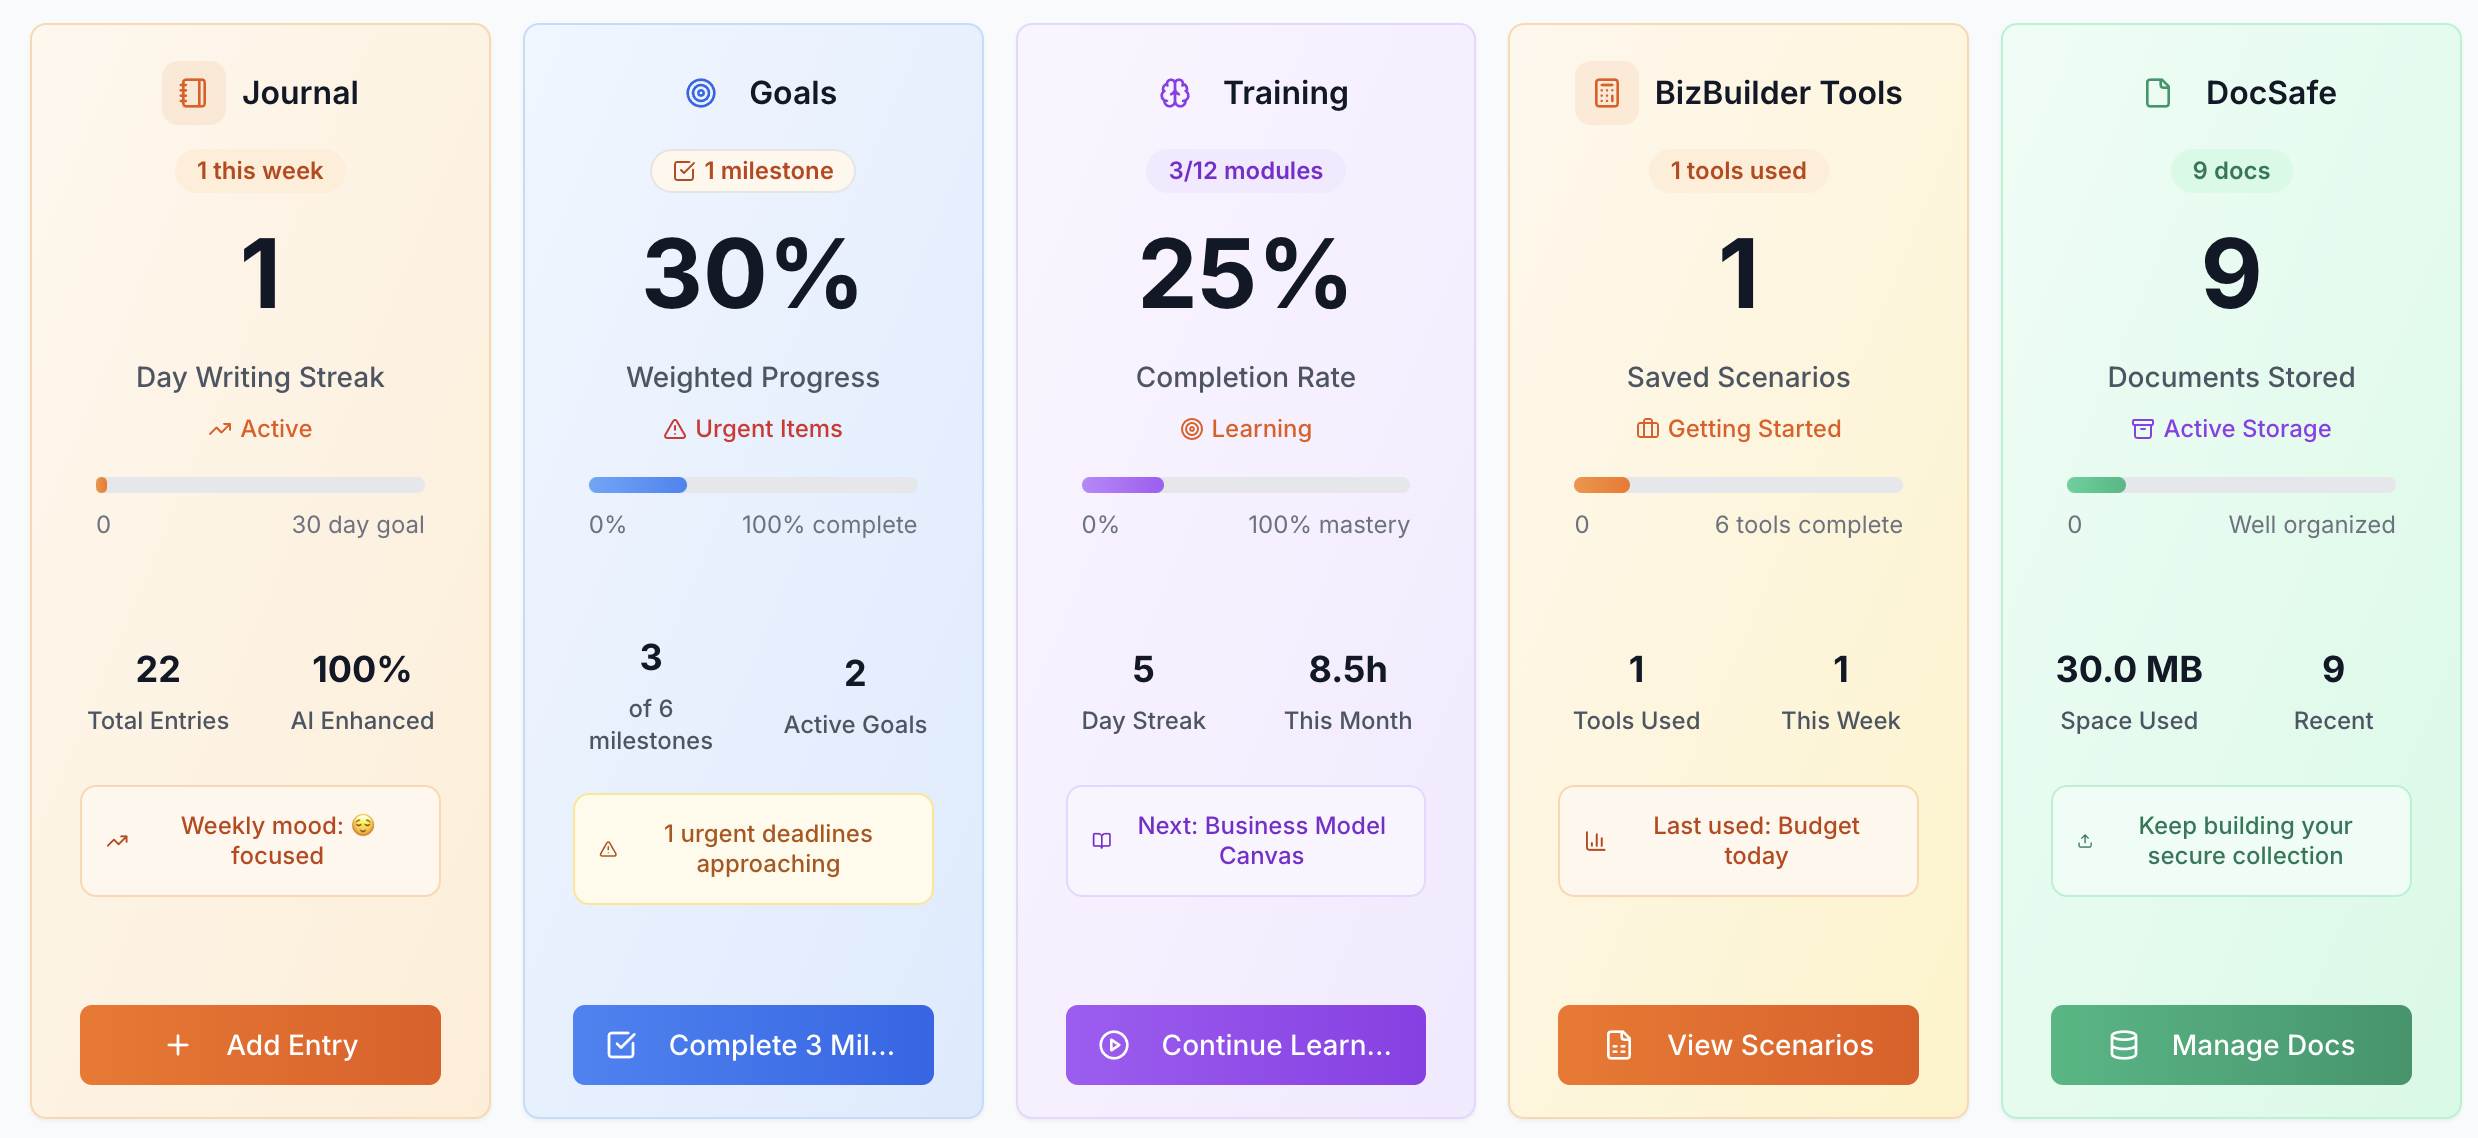 Journal
1 this week
1
Day Writing Streak
Active
0
30 day goal
22
Total Entries
100%
AI Enhanced
Weekly mood: 😌
focused
Add Entry
Goals
1 milestone
30%
Weighted Progress
Urgent Items
0%
100% complete
3
of 6
milestones
2
Active Goals
1 urgent deadlines
approaching
Complete 3 Mil...
Training
3/12 modules
25%
Completion Rate
Learning
0%
100% mastery
5
Day Streak
8.5h
This Month
Next: Business Model
Canvas
Continue Learn...
BizBuilder Tools
1 tools used
1
Saved Scenarios
Getting Started
0
6 tools complete
1
Tools Used
1
This Week
Last used: Budget
today
View Scenarios
DocSafe
9 docs
9
Documents Stored
Active Storage
0
Well organized
30.0 MB
Space Used
9
Recent
Keep building your
secure collection
Manage Docs